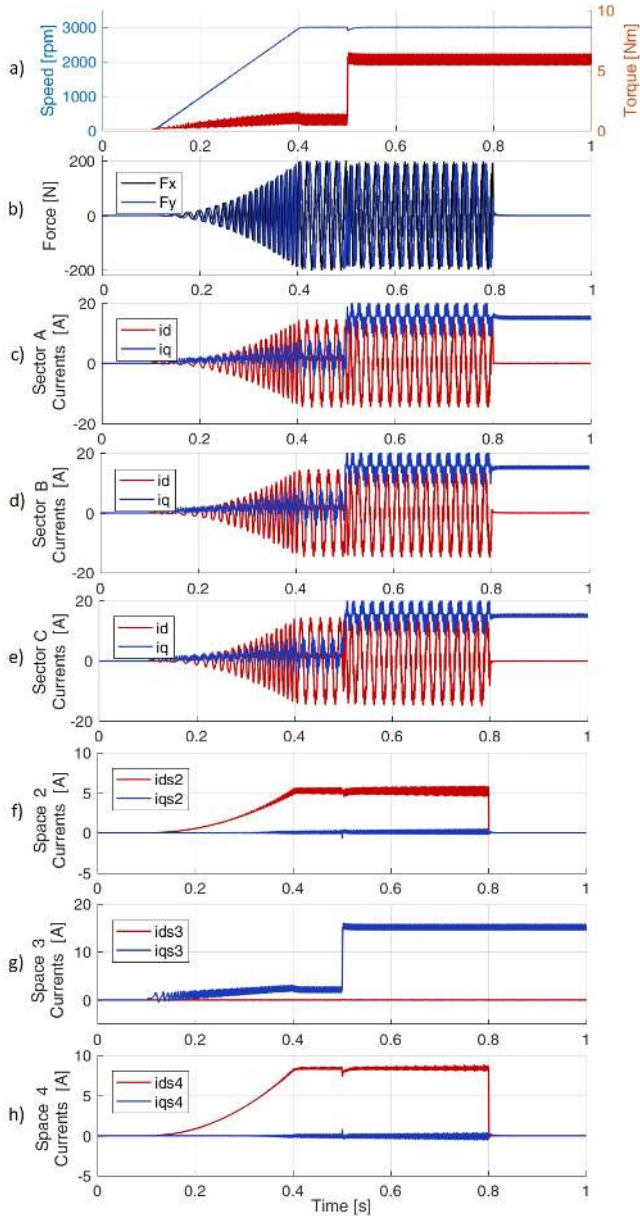 3000 10
a) Speed [rpm] 2000 5 Torque [Nm]
1000
0 0
0 0.2 0.4 0.6 0.8 1
200
b) Force [N] 0 Fx
Fy
-200
0 0.2 0.4 0.6 0.8 1
20
c) Sector A Currents [A] 0 id
iq
-20
0 0.2 0.4 0.6 0.8 1
20
d) Sector B Currents [A] 0 id
iq
-20
0 0.2 0.4 0.6 0.8 1
20
e) Sector C Currents [A] 0 id
iq
-20
0 0.2 0.4 0.6 0.8 1
10
f) Space 2 Currents [A] 5 ids2
iqs2
0
-5
0 0.2 0.4 0.6 0.8 1
20
g) Space 3 Currents [A] 10 ids3
iqs3
0
0 0.2 0.4 0.6 0.8 1
10
h) Space 4 Currents [A] 5 ids4
iqs4
0
-5
0 0.2 0.4 0.6 0.8 1
Time [s]